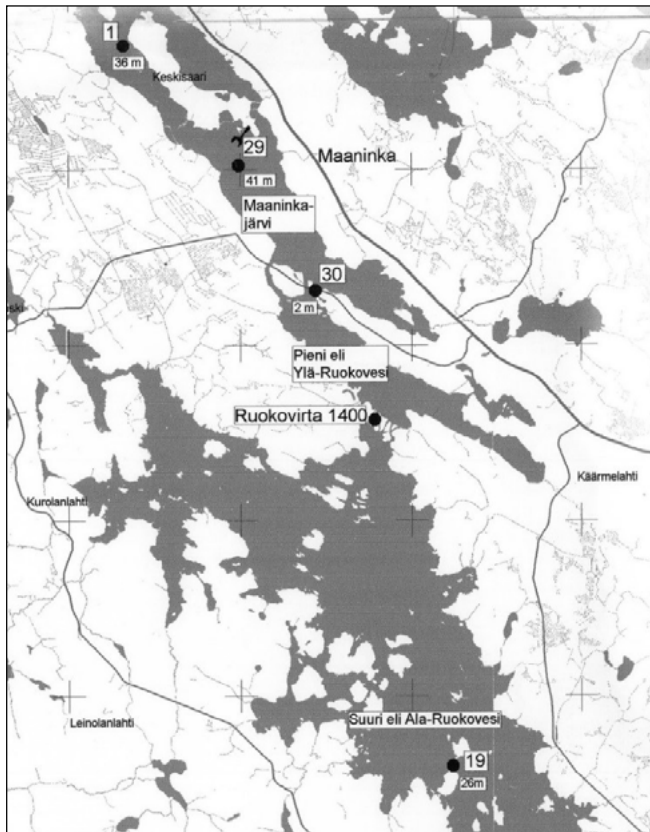 1
36 m
Keskisaari
29
Maaninka
41 m
Maaninka-
järvi
30
2 m
Pieni eli
Ylä-Ruokovesi
Ruokovirta 1400
Käärmelahti
Kurolanlahti
Leinolanlahti
Suuri eli Ala-Ruokovesi
19
26m